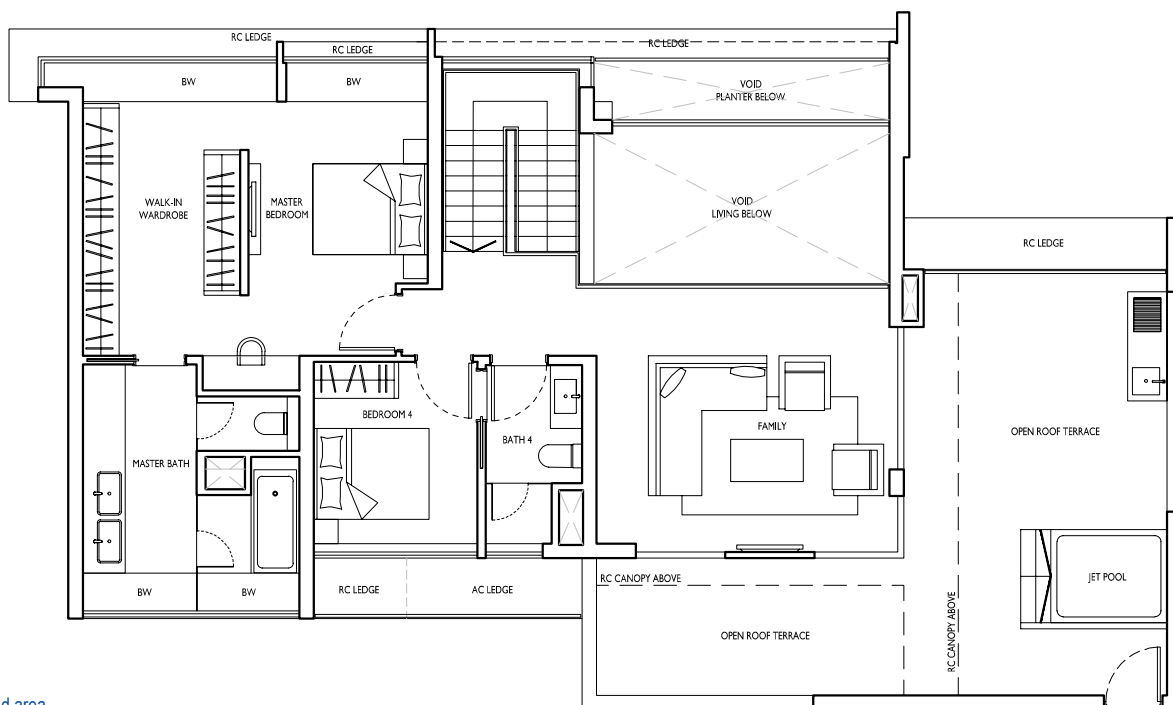 RC LEDGE
RC LEDGE
RC LEDGE
BW
BW
VOID
PLANTER BELOW
WALK-IN
WARDROBE
MASTER
BEDROOM
VOID
LIVING BELOW
RC LEDGE
BEDROOM 4
BATH 4
FAMILY
OPEN ROOF TERRACE
MASTER BATH
RC CANOPY ABOVE
JET POOL
BW
BW
RC LEDGE
AC LEDGE
OPEN ROOF TERRACE
RC CANOPY ABOVE
area